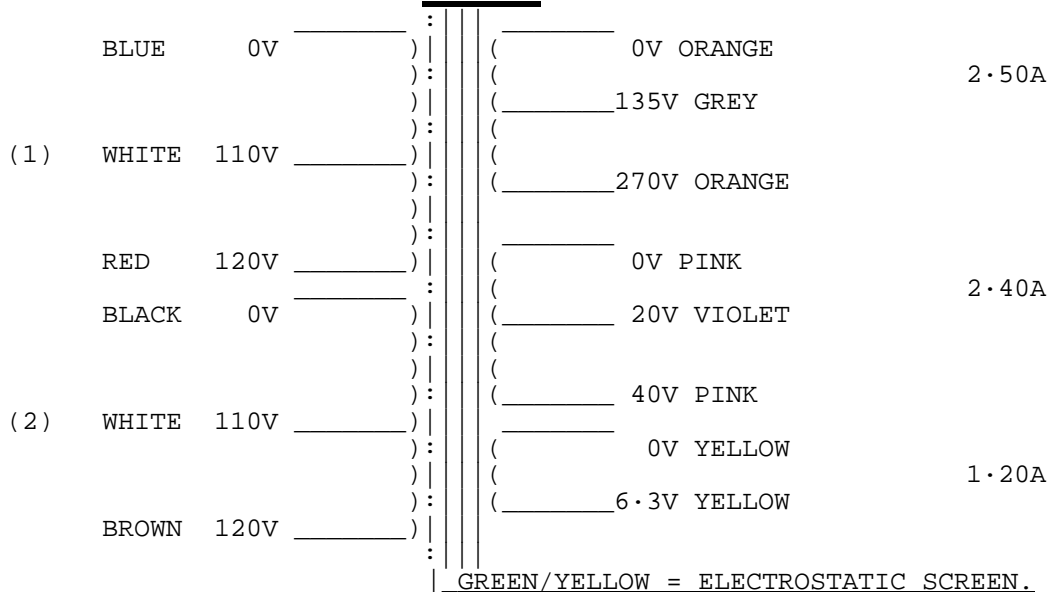 BLUE 0V 0V ORANGE
2·50A
135V GREY
(1) WHITE 110V
270V ORANGE
RED 120V 0V PINK
2·40A
BLACK 0V 20V VIOLET
40V PINK
(2) WHITE 110V
0V YELLOW
1·20A
6·3V YELLOW
BROWN 120V
GREEN/YELLOW = ELECTROSTATIC SCREEN.